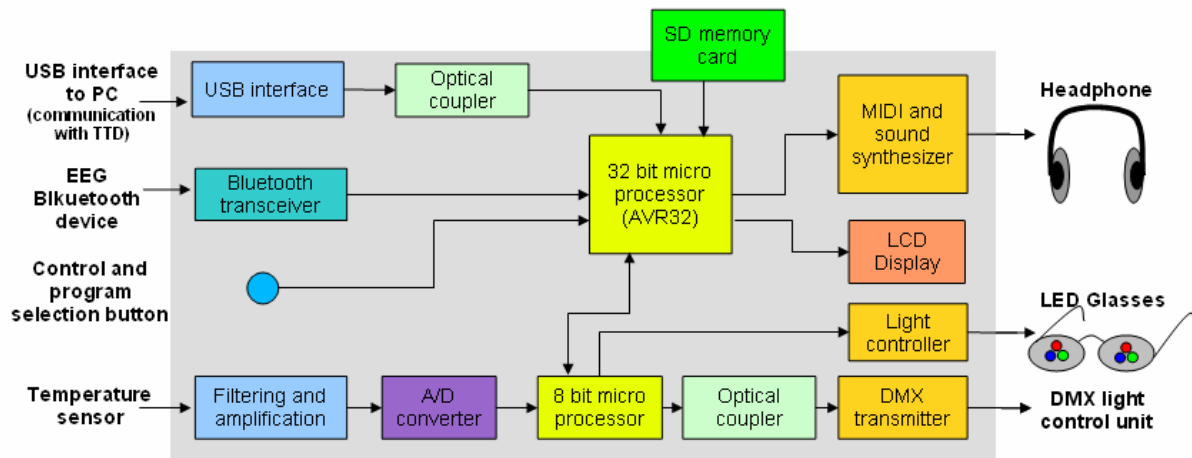 SD memory
card
USB interface
to PC
(communication
with TTD)
USB interface
Optical
coupler
MIDI and
sound
synthesizer
Headphone
EEG
Blkuetooth
device
Bluetooth
transceiver
32 bit micro
processor
(AVR32)
LCD
Display
Control and
program
selection button
LED Glasses
Light
controller
Temperature
sensor
Filtering and
amplification
A/D
converter
8 bit micro
processor
Optical
coupler
DMX
transmitter
DMX light
control unit